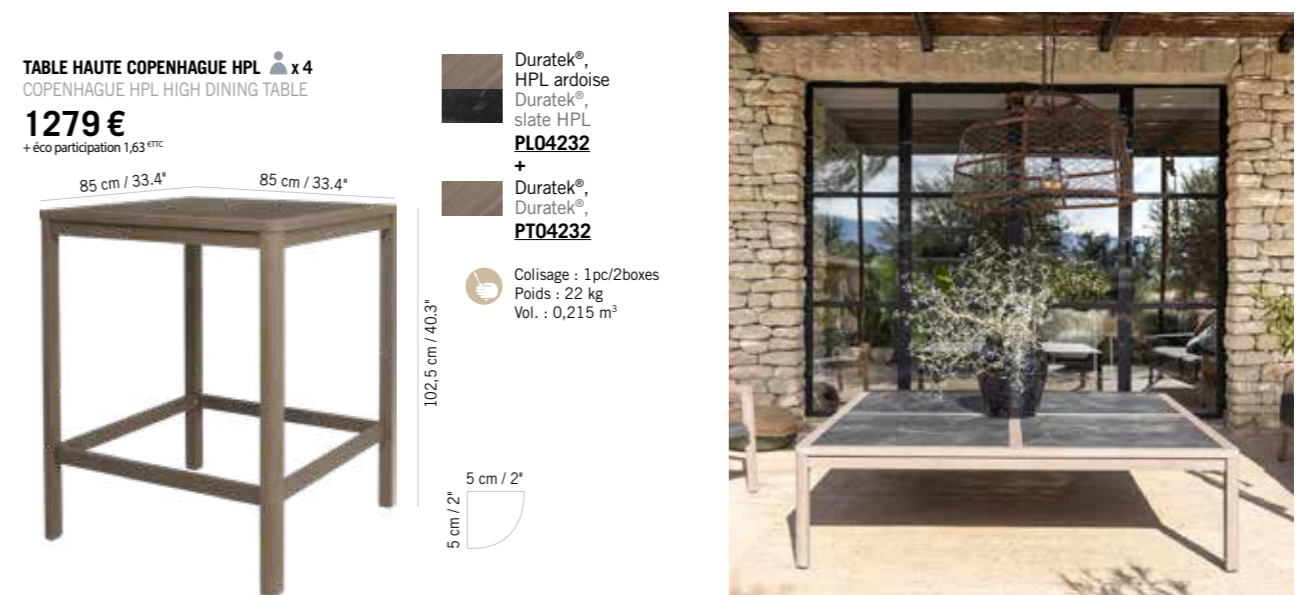 TABLE HAUTE COPENHAGUE HPL x 4
COPENHAGUE HPL HIGH DINING TABLE
1279 €
+ éco participation 1,63 €TTC
85 cm / 33.4"
85 cm / 33.4"
102,5 cm / 40.3"
Duratek®,
HPL ardoise
Duratek®,
slate HPL
PL04232
+
Duratek®,
Duratek®,
PT04232
Colisage : 1pc/2boxes
Poids : 22 kg
Vol. : 0,215 m³
5 cm / 2"
5 cm / 2"